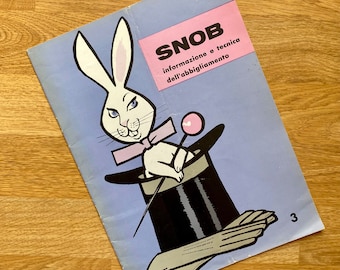 SNOB
informazione e tecnica
dell'abbigliamento
3